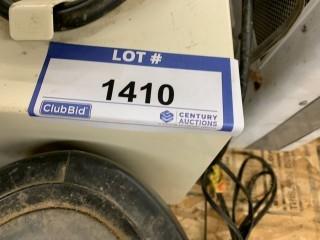 LOT #
1410
ClubBid
CENTURY
AUCTIONS